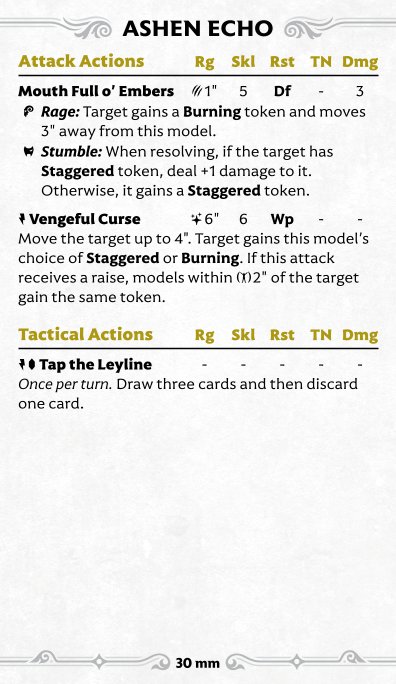 ASHEN ECHO
Attack Actions Rg Skl Rst TN Dmg
Mouth Full o’ Embers 1" 5 Df - 3
Rage: Target gains a Burning token and moves
3" away from this model.
Stumble: When resolving, if the target has
Staggered token, deal +1 damage to it.
Otherwise, it gains a Staggered token.
Vengeful Curse 6" 6 Wp - -
Move the target up to 4". Target gains this model’s
choice of Staggered or Burning. If this attack
receives a raise, models within 2" of the target
gain the same token.
Tactical Actions Rg Skl Rst TN Dmg
Tap the Leyline - - - - -
Once per turn. Draw three cards and then discard
one card.
30 mm